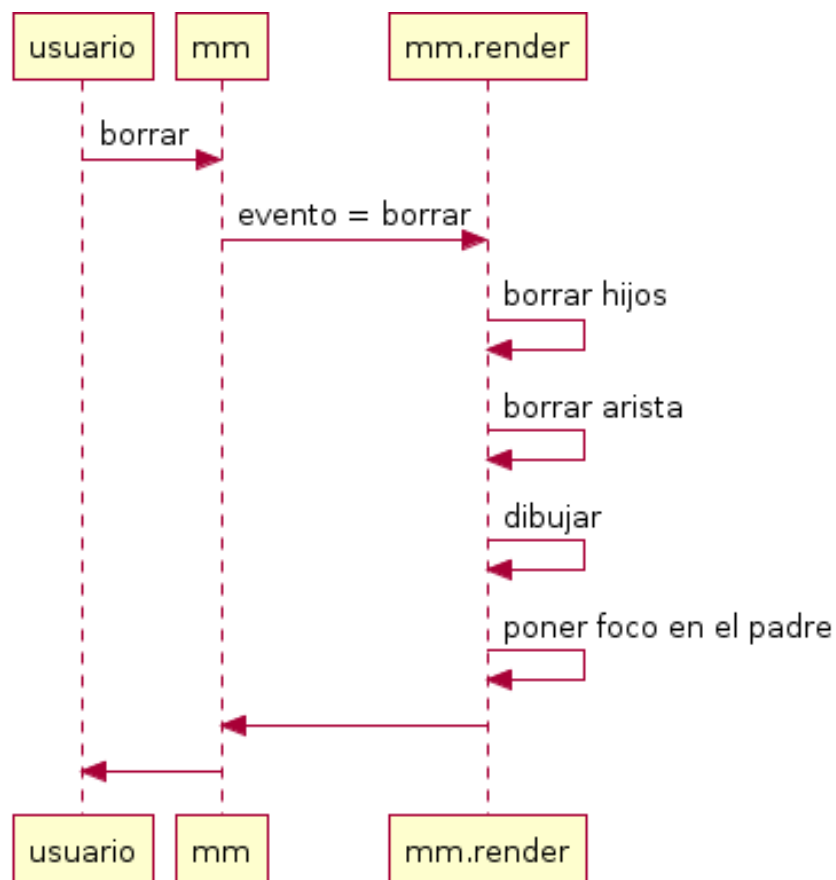 usuario
mm
mm.render
borrar
evento = borrar
borrar hijos
borrar arista
dibujar
poner foco en el padre
usuario
mm
mm.render